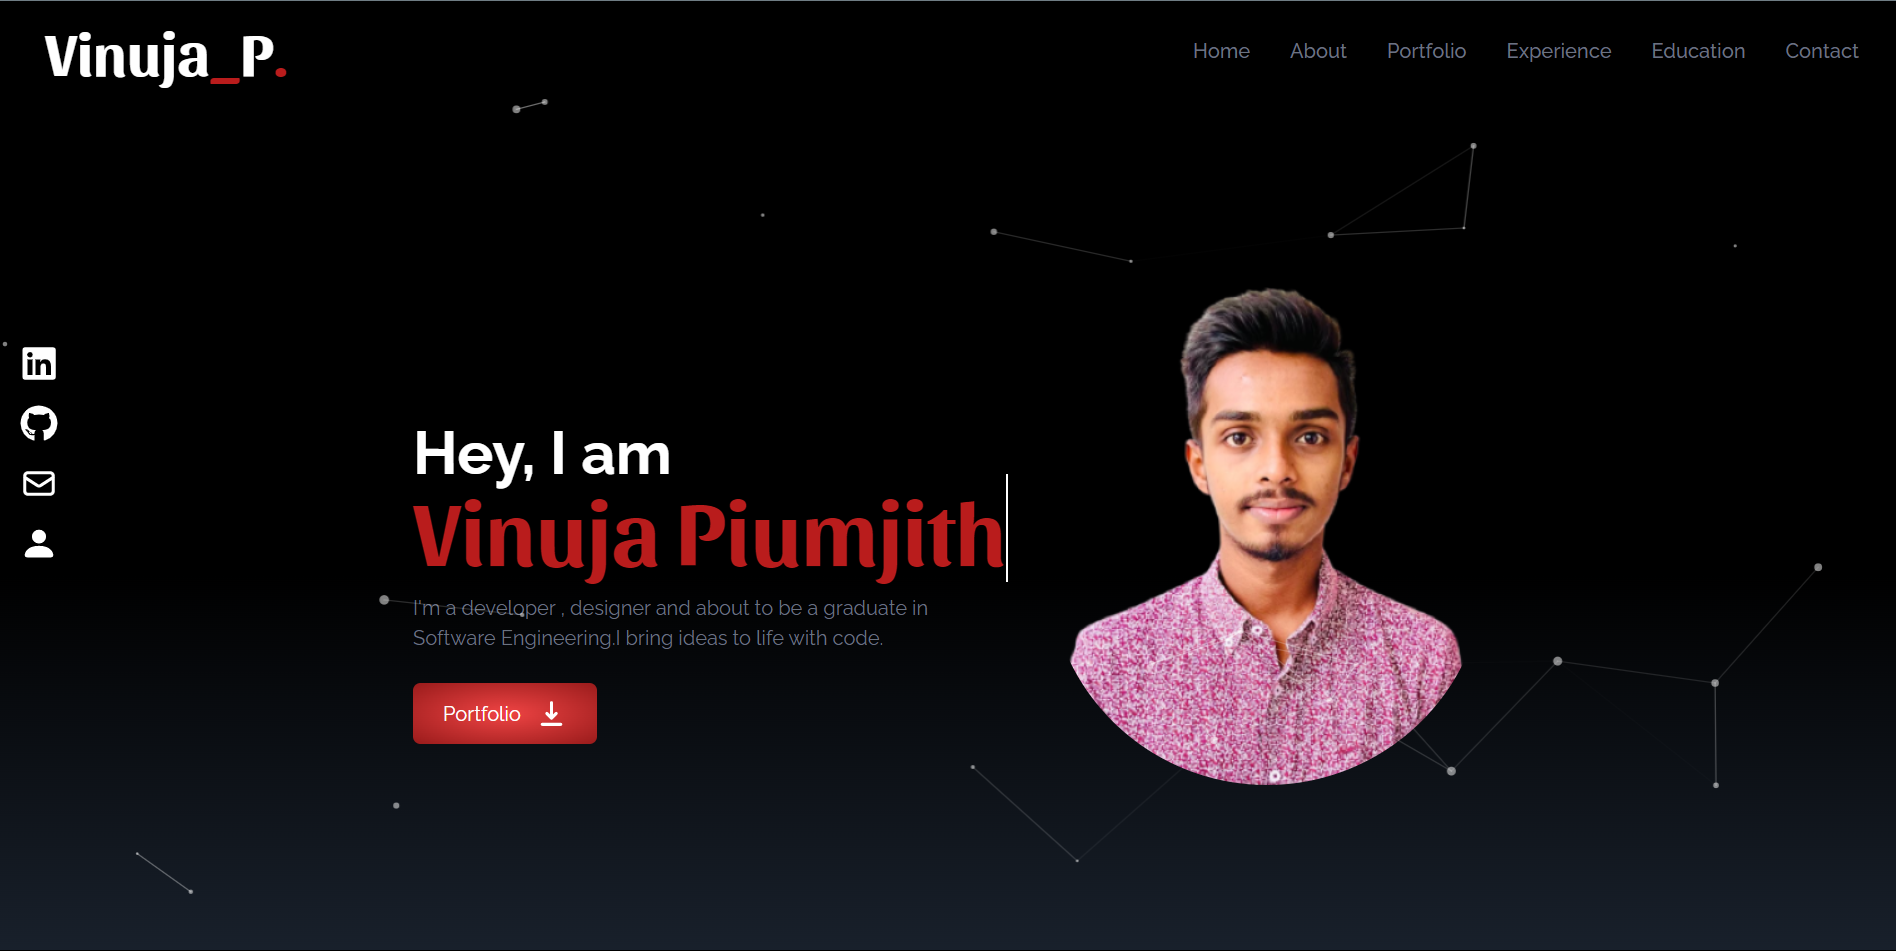 Vinuja_P.
Home About Portfolio Experience Education Contact
in
Hey, I am
Vinuja Piumjith
I'm a developer , designer and about to be a graduate in
Software Engineering.I bring ideas to life with code.
Portfolio